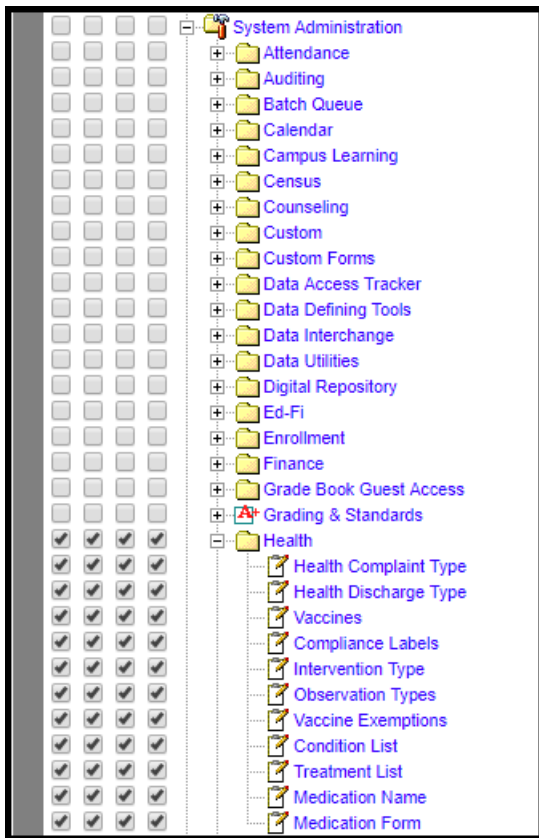 System Administration
Attendance
Auditing
Batch Queue
Calendar
Campus Learning
Census
Counseling
Custom
Custom Forms
Data Access Tracker
Data Defining Tools
Data Interchange
Data Utilities
Digital Repository
Ed-Fi
Enrollment
Finance
Grade Book Guest Access
A+ Grading & Standards
Health
Health Complaint Type
Health Discharge Type
Vaccines
Compliance Labels
Intervention Type
Observation Types
Vaccine Exemptions
Condition List
Treatment List
Medication Name
Medication Form